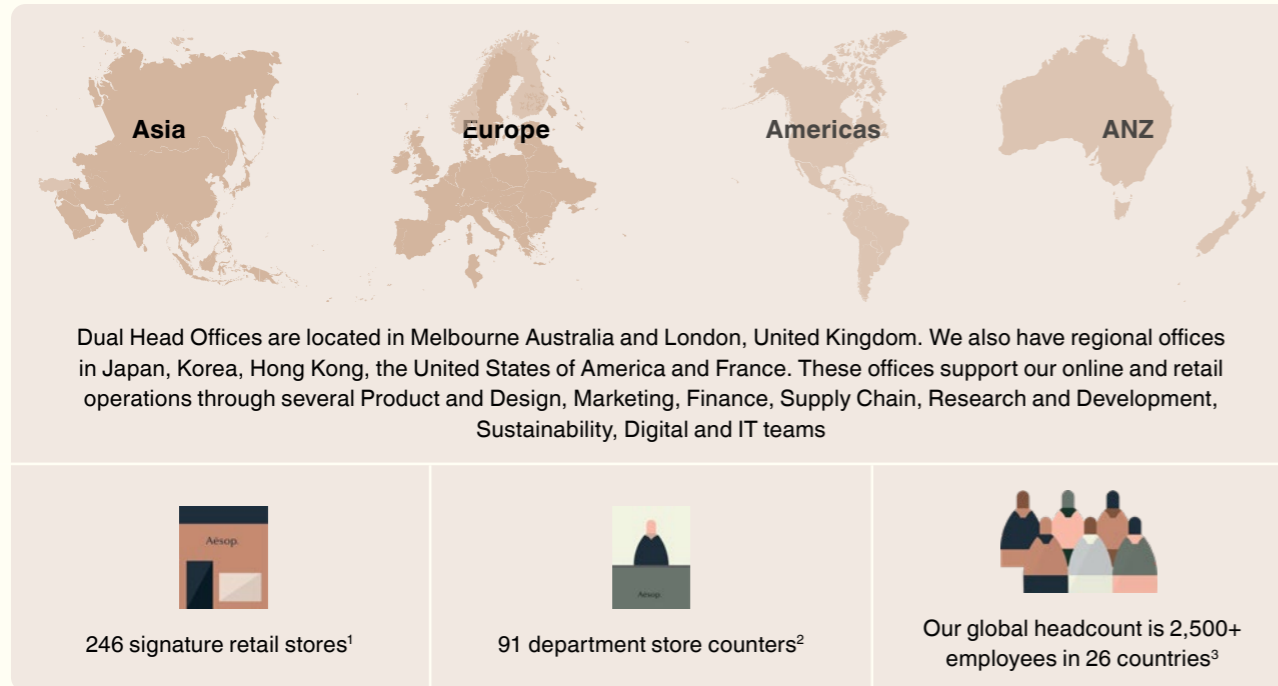 Asia
Europe
Americas
ANZ
Dual Head Offices are located in Melbourne Australia and London, United Kingdom. We also have regional offices
in Japan, Korea, Hong Kong, the United States of America and France. These offices support our online and retail
operations through several Product and Design, Marketing, Finance, Supply Chain, Research and Development,
Sustainability, Digital and IT teams
Aēsop.
Aēsop.
246 signature retail stores¹
91 department store counters²
Our global headcount is 2,500+
employees in 26 countries³